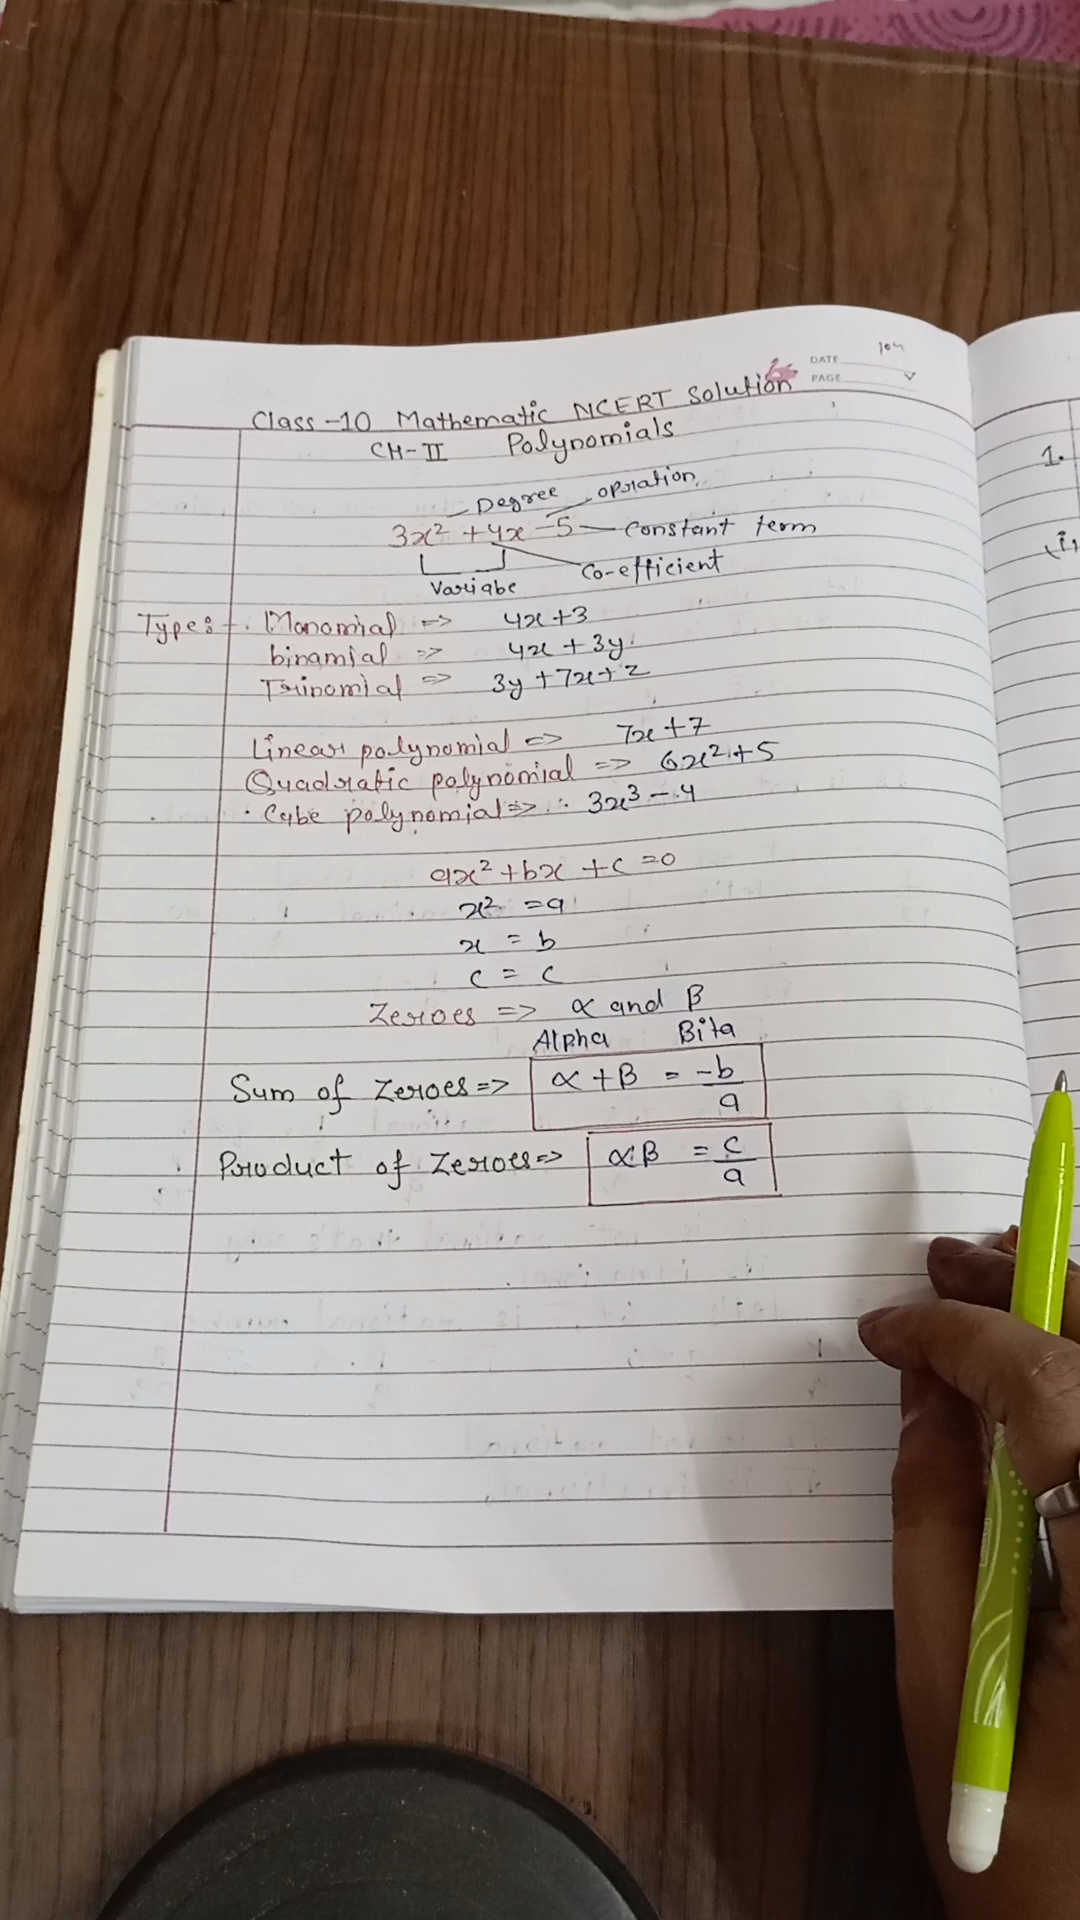 DATE
PAGE
104
Class-10 Mathematic NCERT Solution
CH-II Polynomials
Degree opration
3x² + 4x - 5 Constant term
Co-efficient
Variabe
Types:- Monomial => 4x+3
binamial => 4x + 3y
Trinomial => 3y + 7x + 2
Linear polynomial => 7x + 7
Quadratic polynomial => 6x² + 5
Cube polynomial => 3x³ - 4
ax² + bx + c = 0
x² = a
x = b
c = c
Zeroes => α and β
Alpha Bita
Sum of Zeroes => α + β = -b/a
Product of Zeroes => αβ = c/a
1.